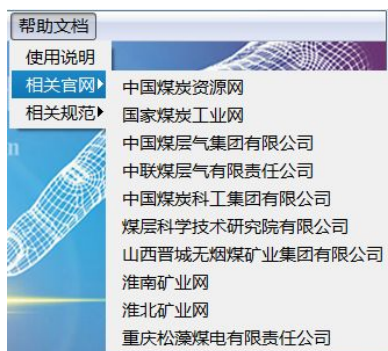 帮助文档
使用说明
相关官网
相关规范
中国煤炭资源网
国家煤炭工业网
中国煤层气集团有限公司
中联煤层气有限责任公司
中国煤炭科工集团有限公司
煤层科学技术研究院有限公司
山西晋城无烟煤矿业集团有限公司
淮南矿业网
淮北矿业网
重庆松藻煤电有限责任公司